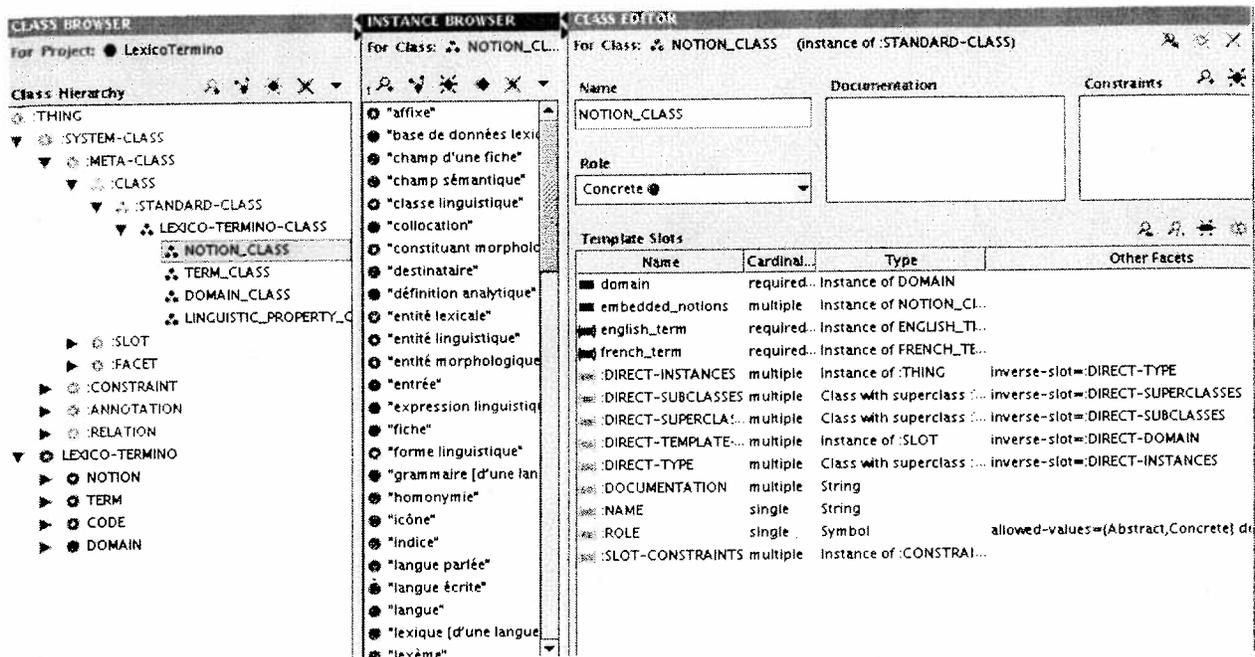 CLASS BROWSER
For Project: LexicoTermino
Class Hierarchy
:THING
:SYSTEM-CLASS
:META-CLASS
:CLASS
:STANDARD-CLASS
LEXICO-TERMINO-CLASS
NOTION_CLASS
TERM_CLASS
DOMAIN_CLASS
LINGUISTIC_PROPERTY_C
:SLOT
:FACET
:CONSTRAINT
:ANNOTATION
:RELATION
LEXICO-TERMINO
NOTION
TERM
CODE
DOMAIN
INSTANCE BROWSER
For Class: NOTION_CL...
"affixe"
"base de données lexic
"champ d'une fiche"
"champ sémantique"
"classe linguistique"
"collocation"
"constituant morpholo
"destinataire"
"définition analytique"
"entité lexicale"
"entité linguistique"
"entité morphologique
"entrée"
"expression linguistiq
"fiche"
"forme linguistique"
"grammaire [d'une lan
"homonymie"
"icône"
"indice"
"langue parlée"
"langue écrite"
"langue"
"lexique [d'une langue
"lexème"
CLASS EDITOR
For Class: NOTION_CLASS (instance of :STANDARD-CLASS)
Name Documentation Constraints
NOTION_CLASS
Role
Concrete
Template Slots
Name Cardinal... Type Other Facets
domain required... Instance of DOMAIN
embedded_notions multiple Instance of NOTION_CL...
english_term required... Instance of ENGLISH_TE...
french_term required... Instance of FRENCH_TE...
:DIRECT-INSTANCES multiple Instance of :THING inverse-slot=:DIRECT-TYPE
:DIRECT-SUBCLASSES multiple Class with superclass :... inverse-slot=:DIRECT-SUPERCLASSES
:DIRECT-SUPERCLAS... multiple Class with superclass :... inverse-slot=:DIRECT-SUBCLASSES
:DIRECT-TEMPLATE-... multiple Instance of :SLOT inverse-slot=:DIRECT-DOMAIN
:DIRECT-TYPE multiple Class with superclass :... inverse-slot=:DIRECT-INSTANCES
:DOCUMENTATION multiple String
:NAME single String
:ROLE single Symbol allowed-values={Abstract,Concrete} de
:SLOT-CONSTRAINTS multiple Instance of :CONSTRAI...